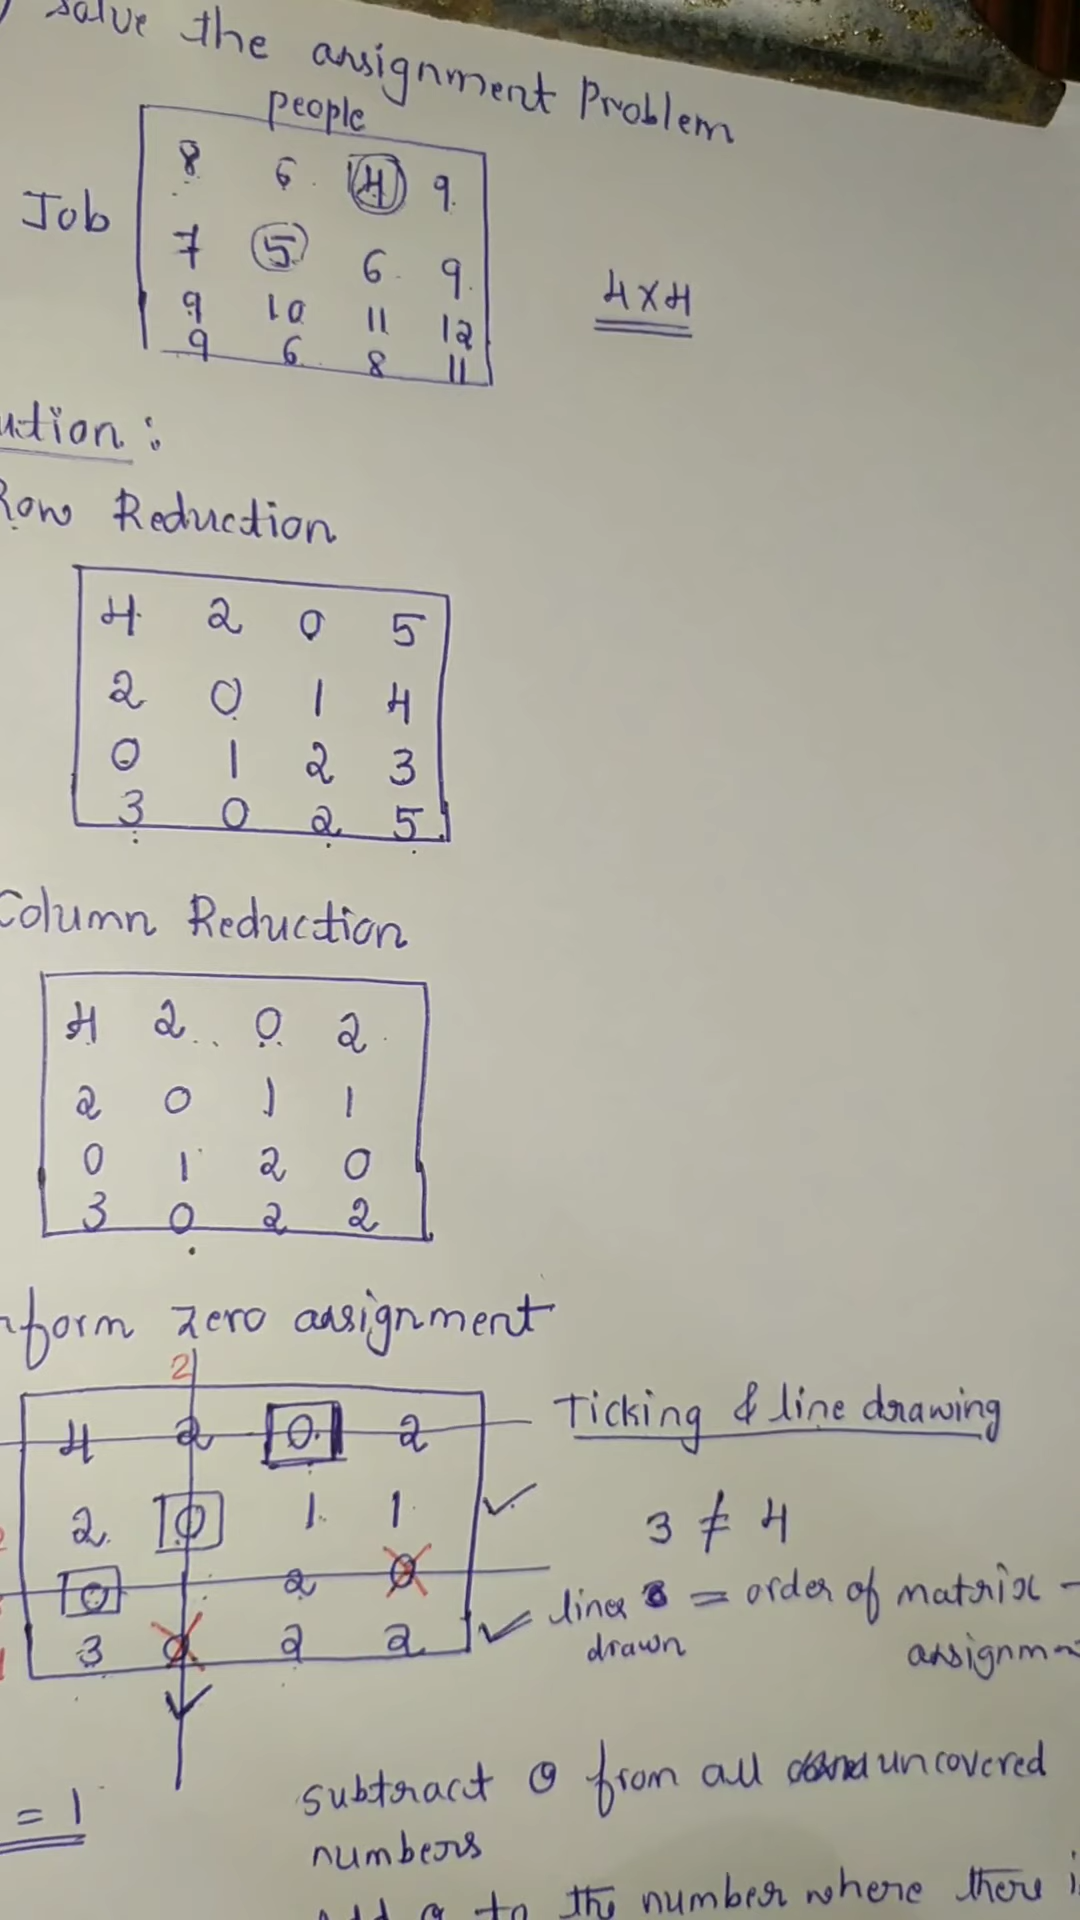 solve the assignment Problem
people
Job
8 6 4 9
7 5 6 9
9 10 11 12
9 6 8 11
4x4
ution :
Row Reduction
4 2 0 5
2 0 1 4
0 1 2 3
3 0 2 5
Column Reduction
4 2 0 2
2 0 1 1
0 1 2 0
3 0 2 2
nform zero assignment
2
4 2 0 2
2 0 1 1
0 2 0
3 0 2 2
Ticking & line drawing
3 ≠ 4
lines = order of matrix -
drawn assignm
= 1
subtract θ from all uncovered
numbers
Add θ to the number where there i